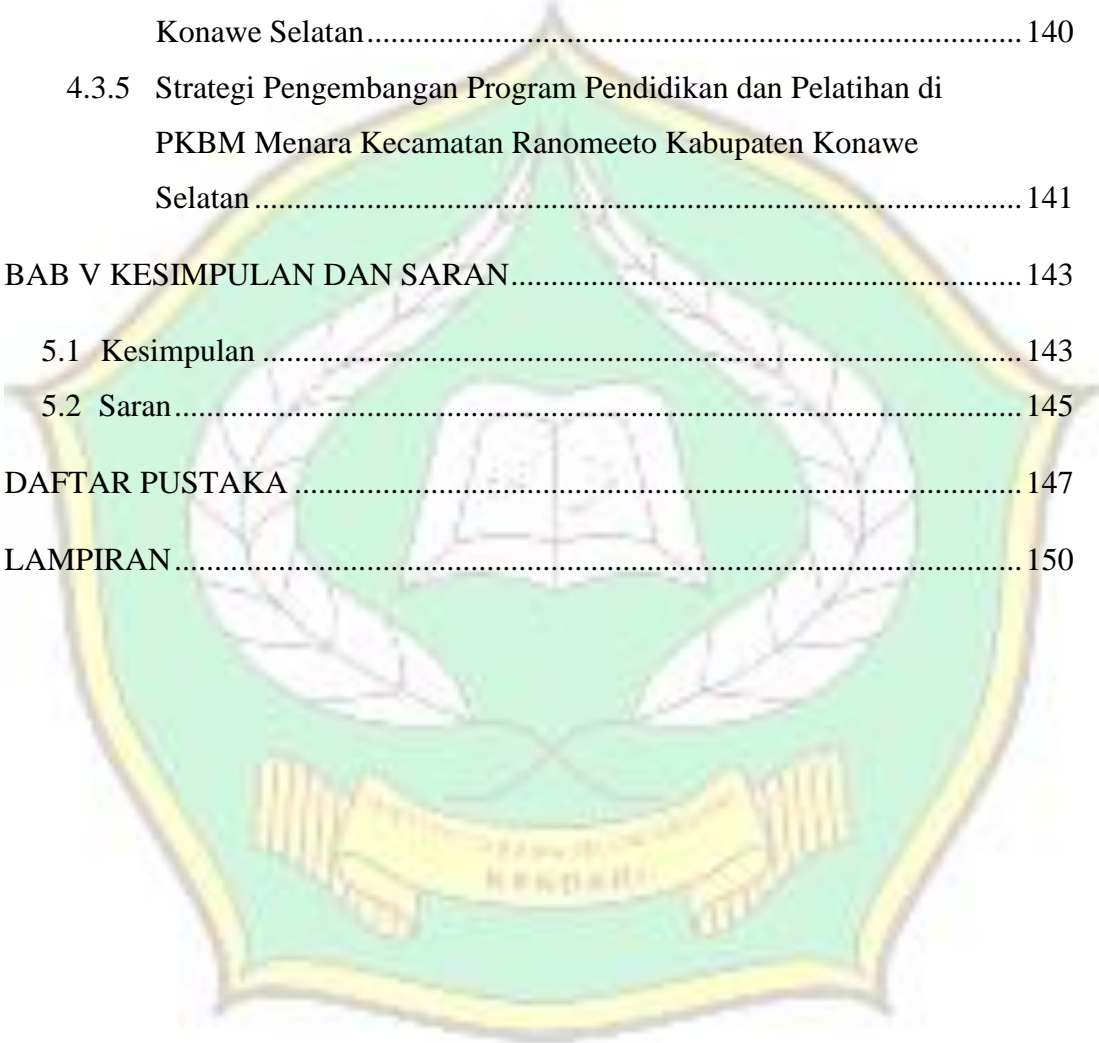 Konawe Selatan.................................................................................. 140
4.3.5 Strategi Pengembangan Program Pendidikan dan Pelatihan di
PKBM Menara Kecamatan Ranomeeto Kabupaten Konawe
Selatan................................................................................................ 141
BAB V KESIMPULAN DAN SARAN................................................................ 143
5.1 Kesimpulan................................................................................................ 143
5.2 Saran.......................................................................................................... 145
DAFTAR PUSTAKA........................................................................................... 147
LAMPIRAN.......................................................................................................... 150
KENDARI